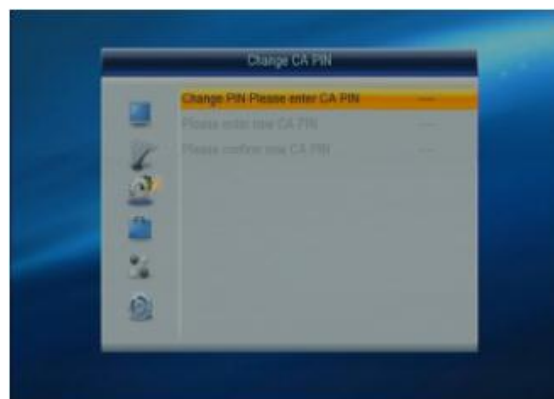 Change CA PIN
Change PIN Please enter CA PIN ----
Please enter new CA PIN ----
Please confirm new CA PIN ----